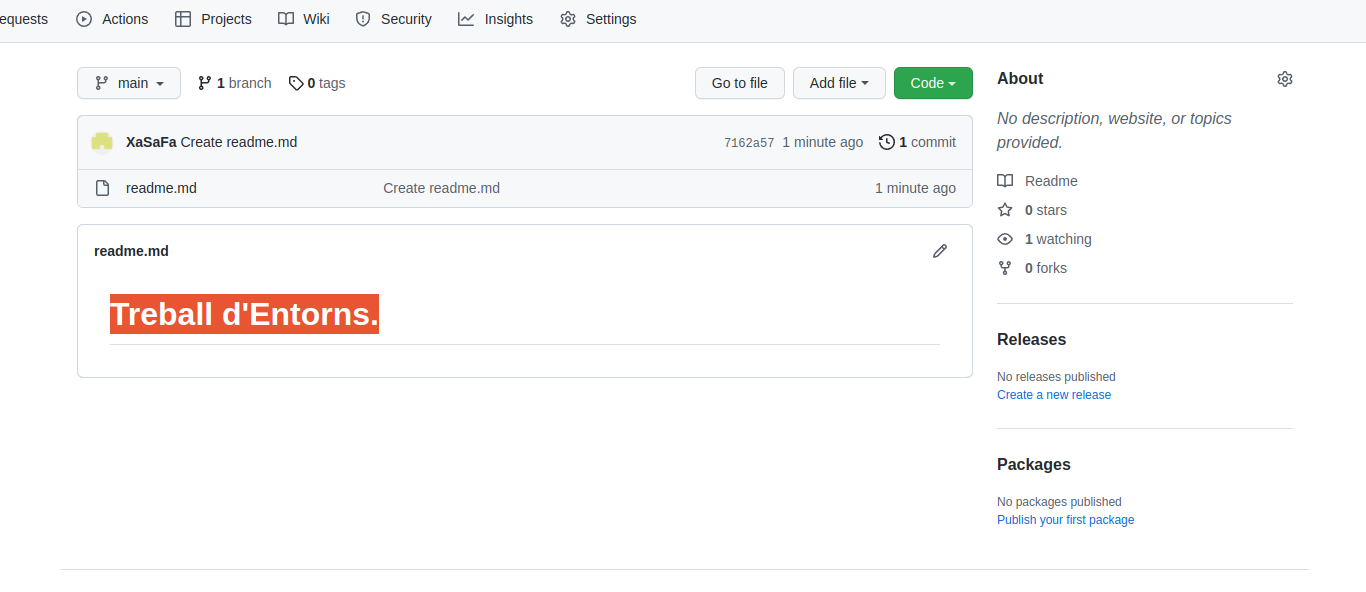 equests Actions Projects Wiki Security Insights Settings
main 1 branch 0 tags Go to file Add file Code
XaSaFa Create readme.md 7162a57 1 minute ago 1 commit
readme.md Create readme.md 1 minute ago
readme.md
Treball d'Entorns.
About
No description, website, or topics
provided.
Readme
0 stars
1 watching
0 forks
Releases
No releases published
Create a new release
Packages
No packages published
Publish your first package